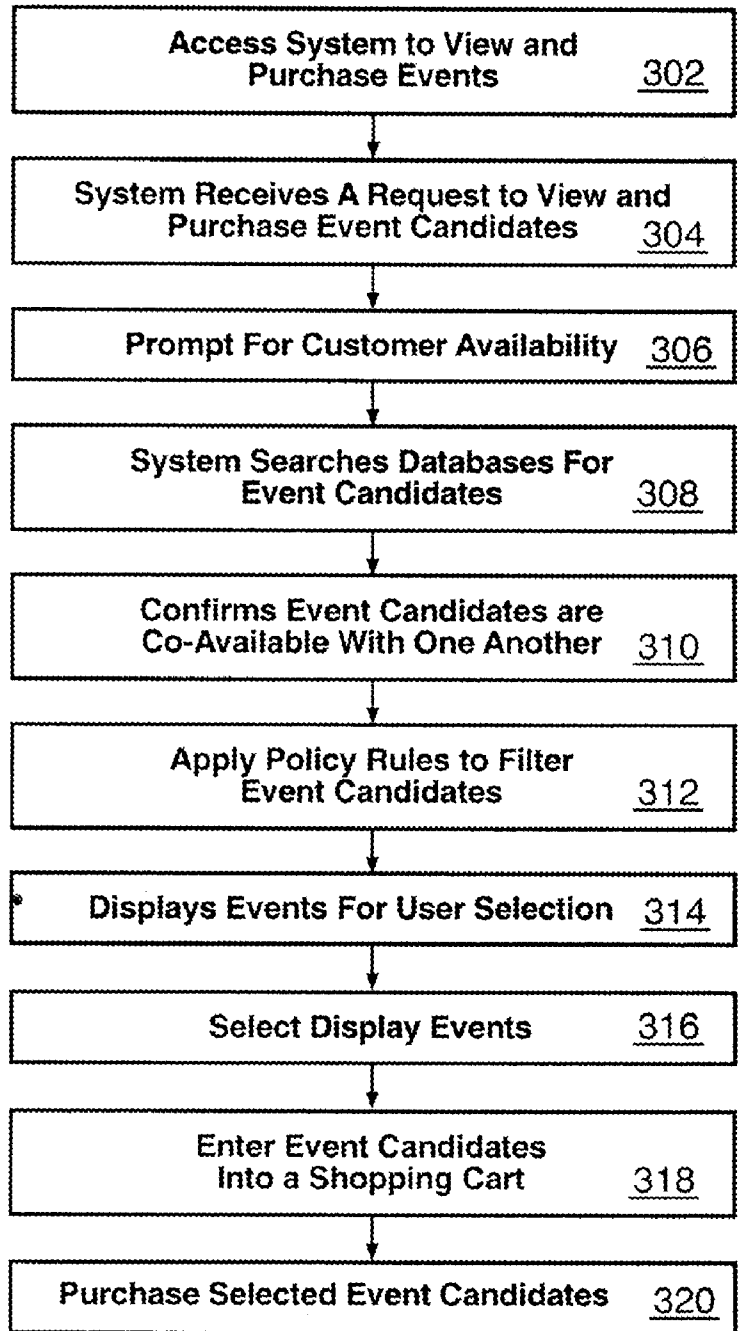 Access System to View and
Purchase Events 302
System Receives A Request to View and
Purchase Event Candidates 304
Prompt For Customer Availability 306
System Searches Databases For
Event Candidates 308
Confirms Event Candidates are
Co-Available With One Another 310
Apply Policy Rules to Filter
Event Candidates 312
Displays Events For User Selection 314
Select Display Events 316
Enter Event Candidates
Into a Shopping Cart 318
Purchase Selected Event Candidates 320